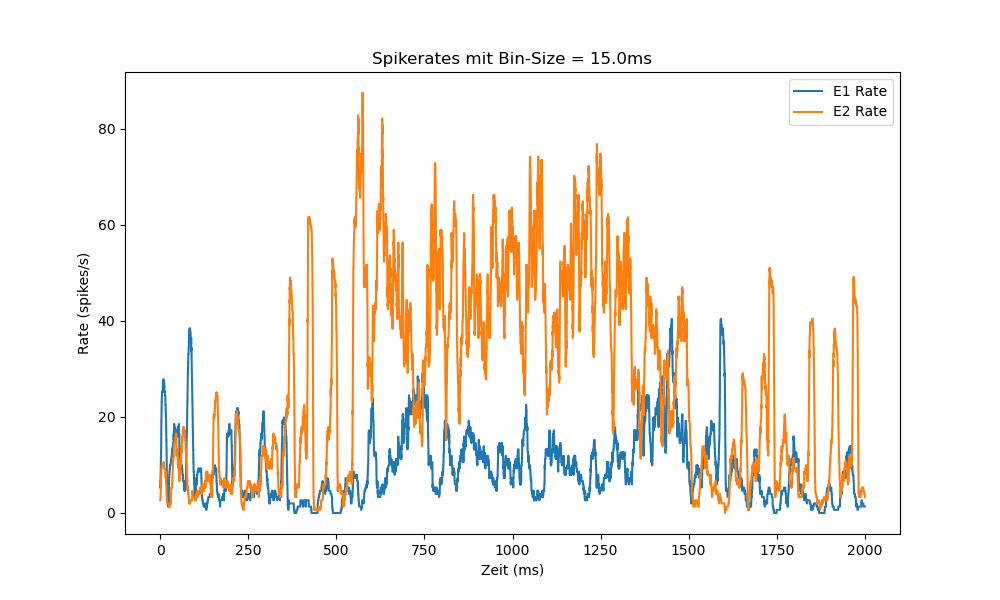 Spikerates mit Bin-Size = 15.0ms
E1 Rate
E2 Rate
Rate (spikes/s)
80
60
40
20
0
0 250 500 750 1000 1250 1500 1750 2000
Zeit (ms)